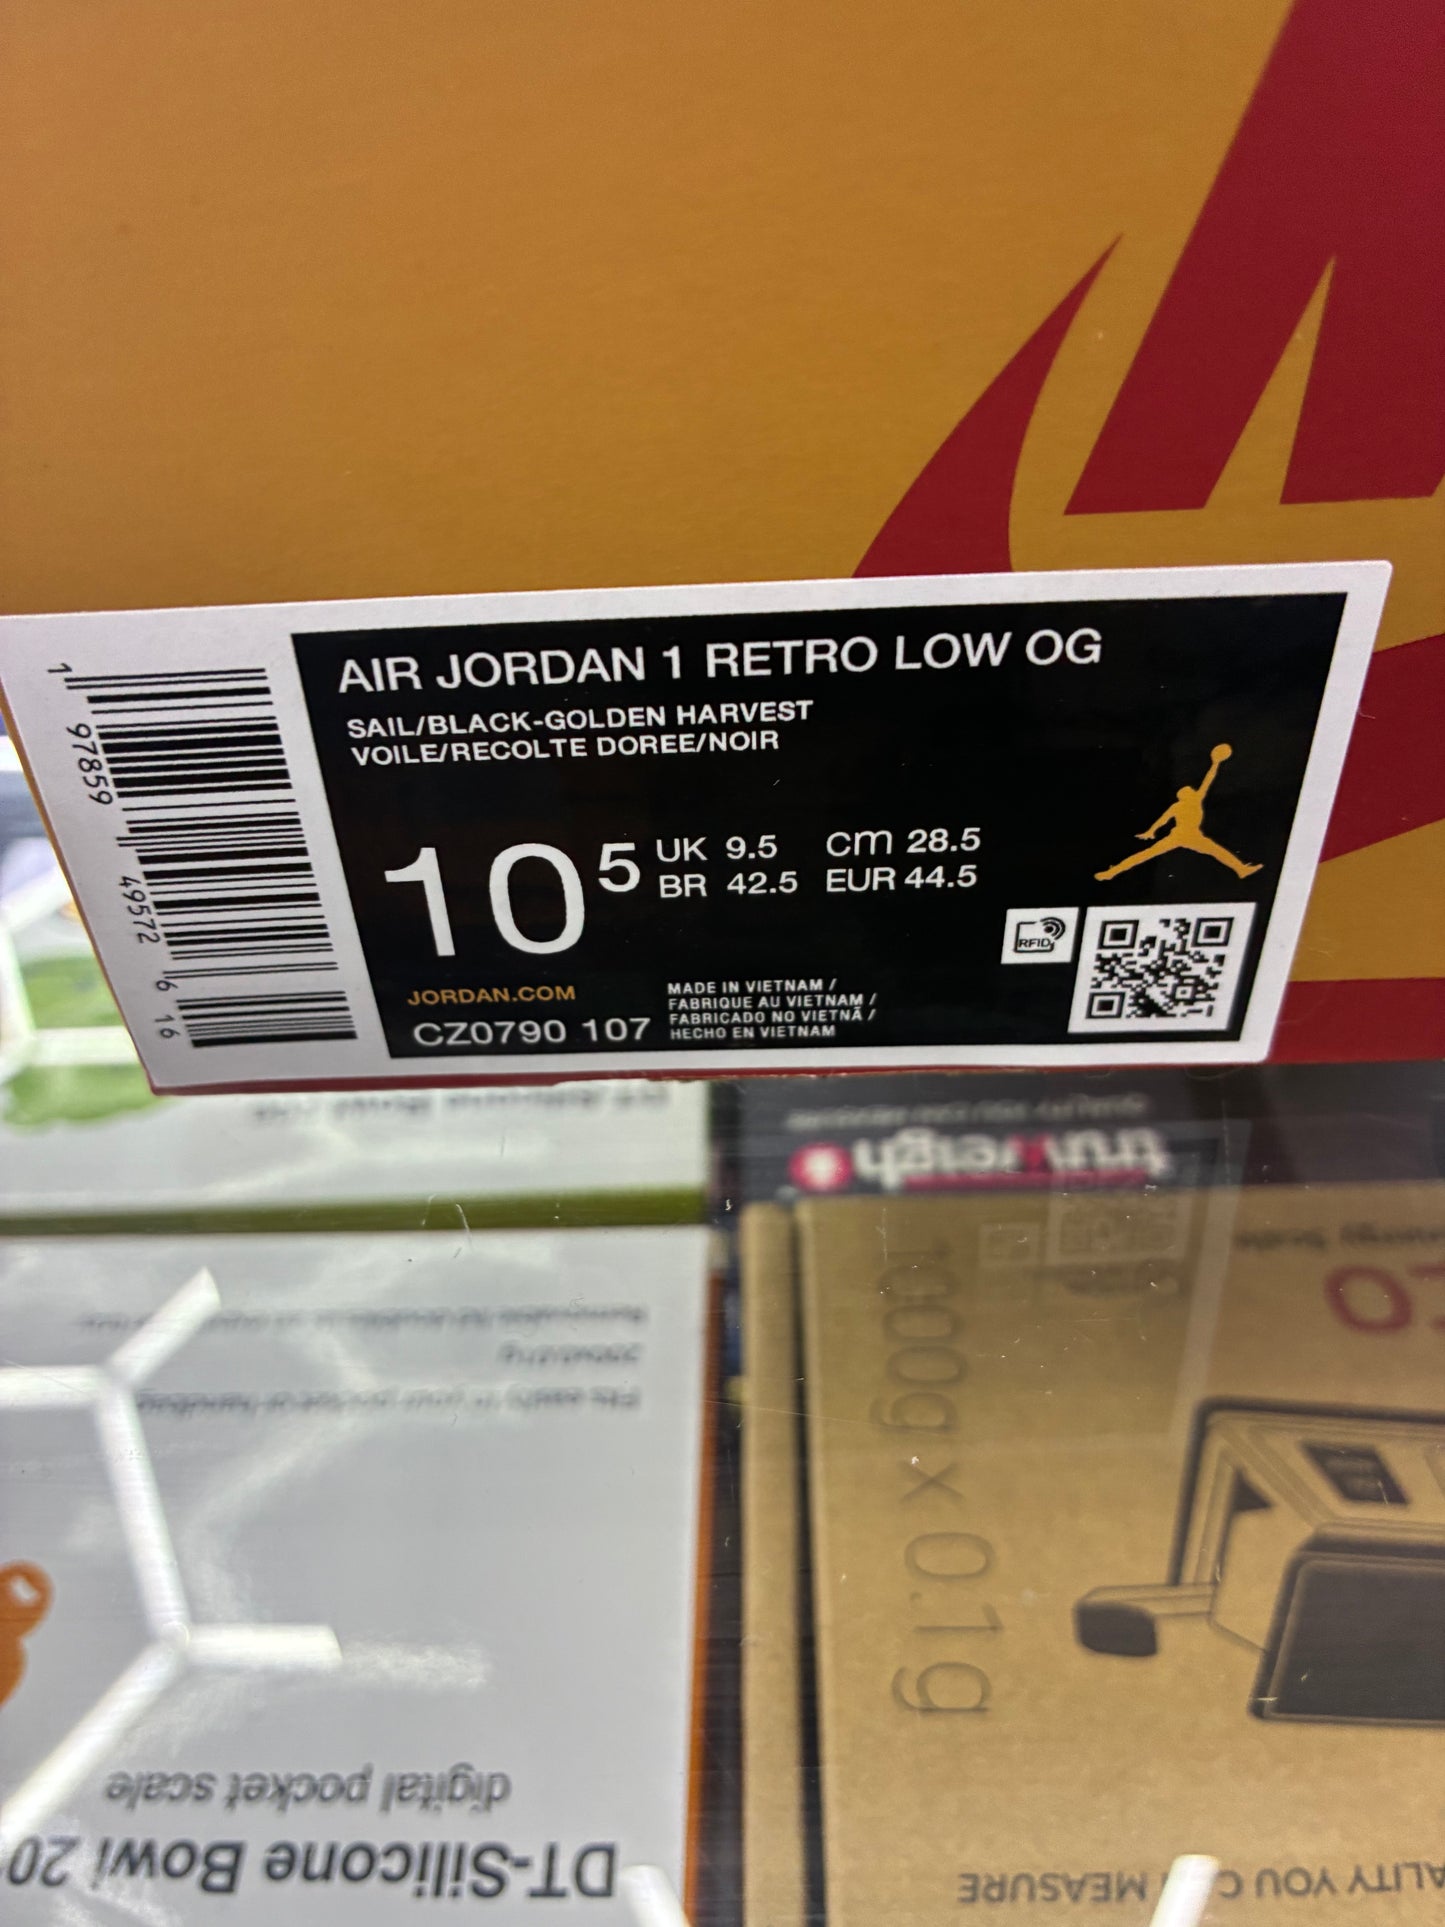 AIR JORDAN 1 RETRO LOW OG
SAIL/BLACK-GOLDEN HARVEST
VOILE/RECOLTE DOREE/NOIR
10 5
UK 9.5 CM 28.5
BR 42.5 EUR 44.5
RFID
JORDAN.COM
CZ0790 107
MADE IN VIETNAM /
FABRIQUE AU VIETNAM /
FABRICADO NO VIETNÃ /
HECHO EN VIETNAM
1 97859 49572 6 16
truweigh
100g x 0.1g
digital pocket scale
DT-Silicone Bowl
MEASURE